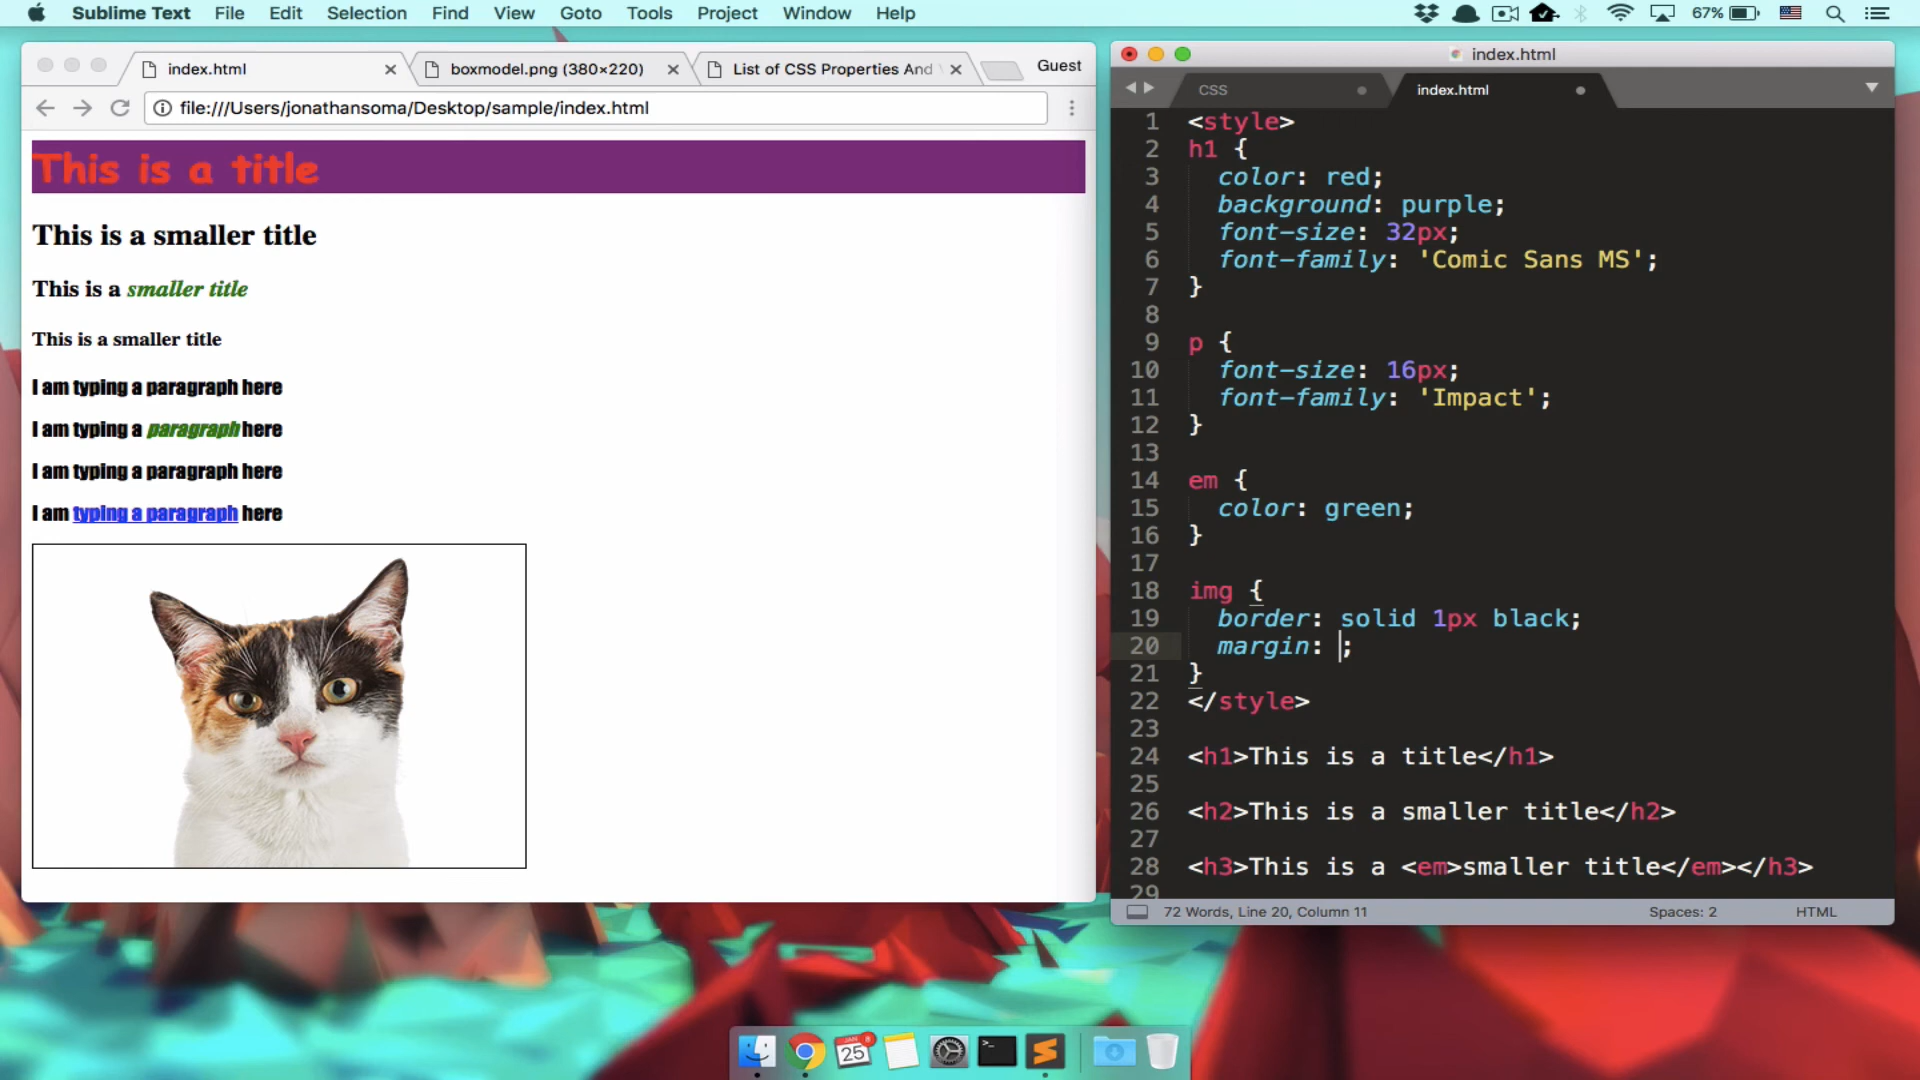 Sublime Text File Edit Selection Find View Goto Tools Project Window Help 67%
index.html
boxmodel.png (380×220)
List of CSS Properties And
Guest
file:///Users/jonathansoma/Desktop/sample/index.html
This is a title
This is a smaller title
This is a smaller title
This is a smaller title
I am typing a paragraph here
I am typing a paragraph here
I am typing a paragraph here
I am typing a paragraph here
index.html
CSS
index.html
1 <style>
2 h1 {
3 color: red;
4 background: purple;
5 font-size: 32px;
6 font-family: 'Comic Sans MS';
7 }
8
9 p {
10 font-size: 16px;
11 font-family: 'Impact';
12 }
13
14 em {
15 color: green;
16 }
17
18 img {
19 border: solid 1px black;
20 margin: ;
21 }
22 </style>
23
24 <h1>This is a title</h1>
25
26 <h2>This is a smaller title</h2>
27
28 <h3>This is a <em>smaller title</em></h3>
29
72 Words, Line 20, Column 11
Spaces: 2
HTML
JAN
25
8